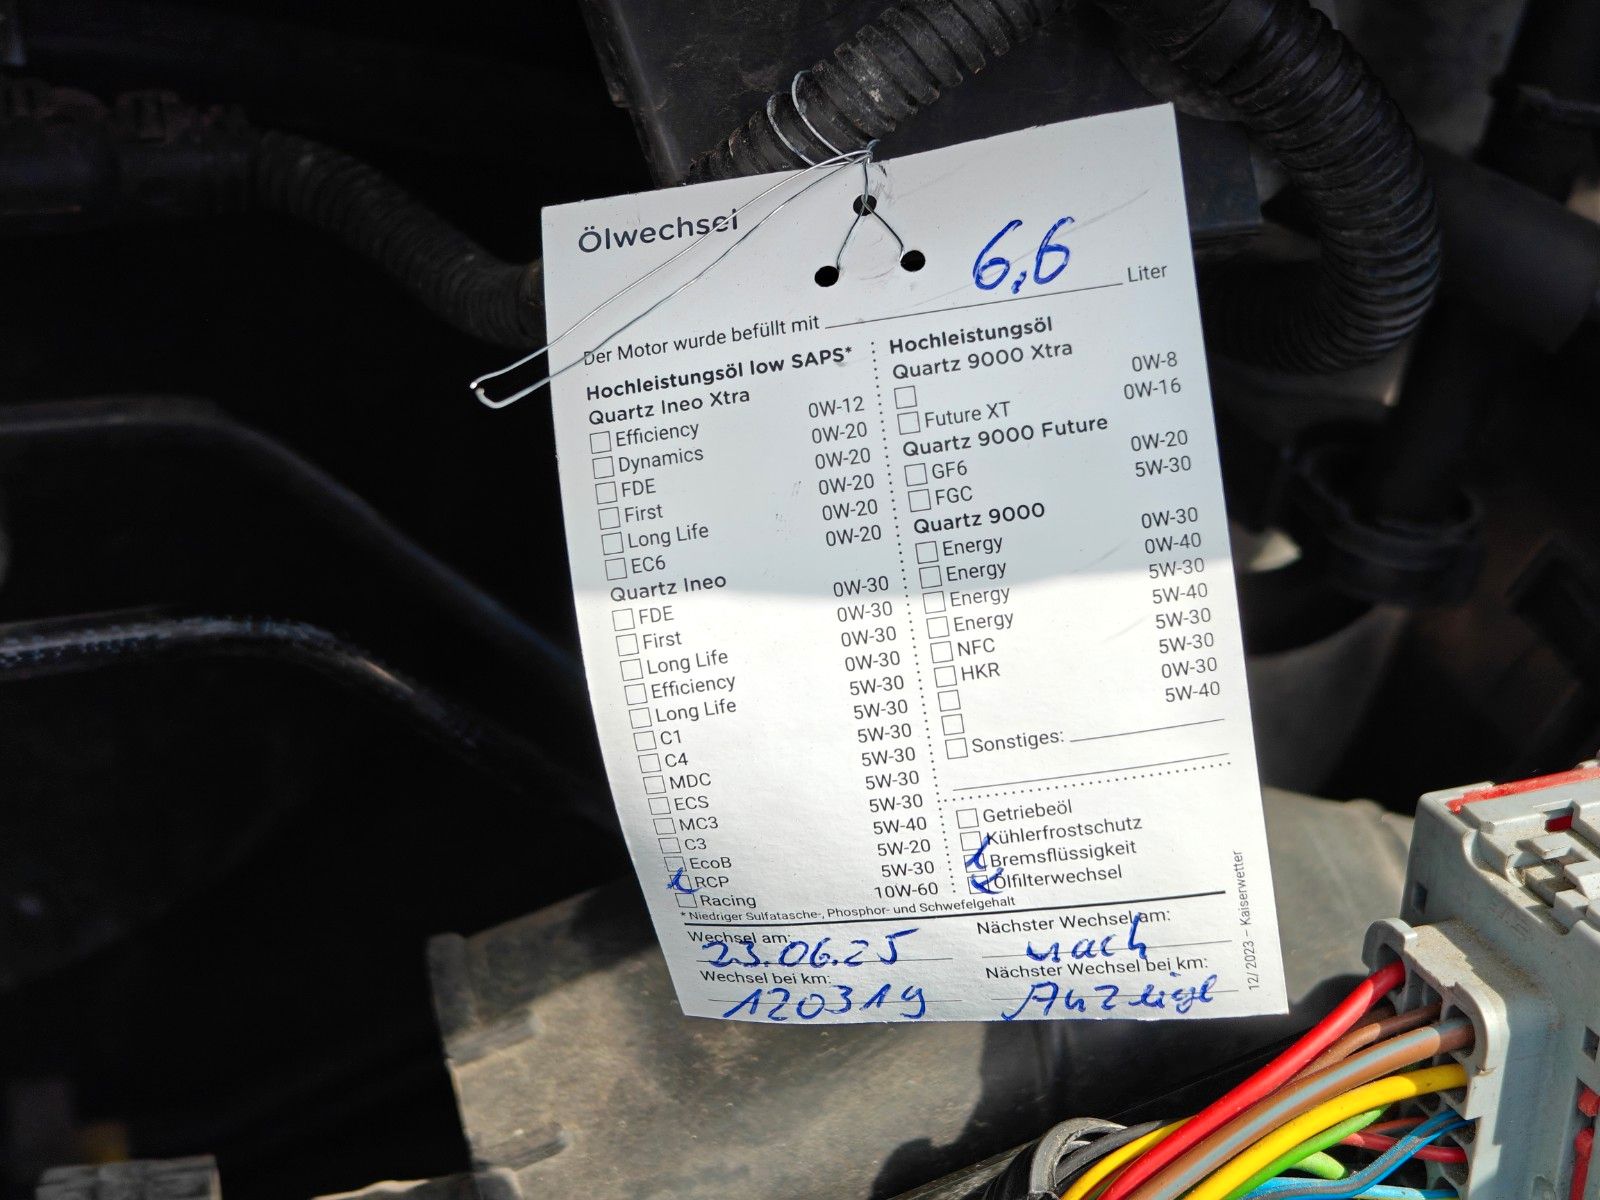 Ölwechsel
6,6
Der Motor wurde befüllt mit Liter
Hochleistungsöl low SAPS*
Quartz Ineo Xtra
Efficiency 0W-12
Dynamics 0W-20
FDE 0W-20
First 0W-20
Long Life 0W-20
EC6 0W-20
Quartz Ineo
FDE 0W-30
First 0W-30
Long Life 0W-30
Efficiency 0W-30
Long Life 5W-30
C1 5W-30
C4 5W-30
MDC 5W-30
ECS 5W-30
MC3 5W-30
C3 5W-40
EcoB 5W-20
RCP 5W-30
Racing 10W-60
Hochleistungsöl
Quartz 9000 Xtra
0W-8
Future XT 0W-16
Quartz 9000 Future
GF6 0W-20
FGC 5W-30
Quartz 9000
Energy 0W-30
Energy 0W-40
Energy 5W-30
Energy 5W-40
NFC 5W-30
HKR 5W-30
0W-30
5W-40
Sonstiges:
Getriebeöl
Kühlerfrostschutz
Bremsflüssigkeit
Ölfilterwechsel
* Niedriger Sulfatasche-, Phosphor- und Schwefelgehalt
Wechsel am:
23.06.25
Wechsel bei km:
120319
Nächster Wechsel am:
nach
Nächster Wechsel bei km:
Anzeige
12/2023 – Kaiserwetter